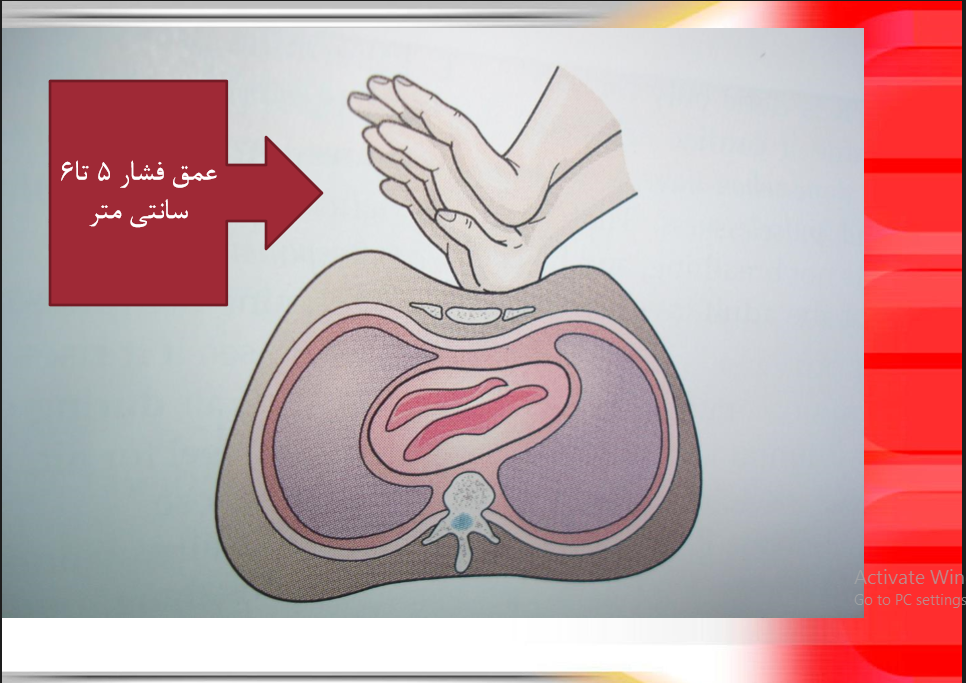 عمق فشار ۵ تا۶
سانتی متر
Activate Win
Go to PC settings